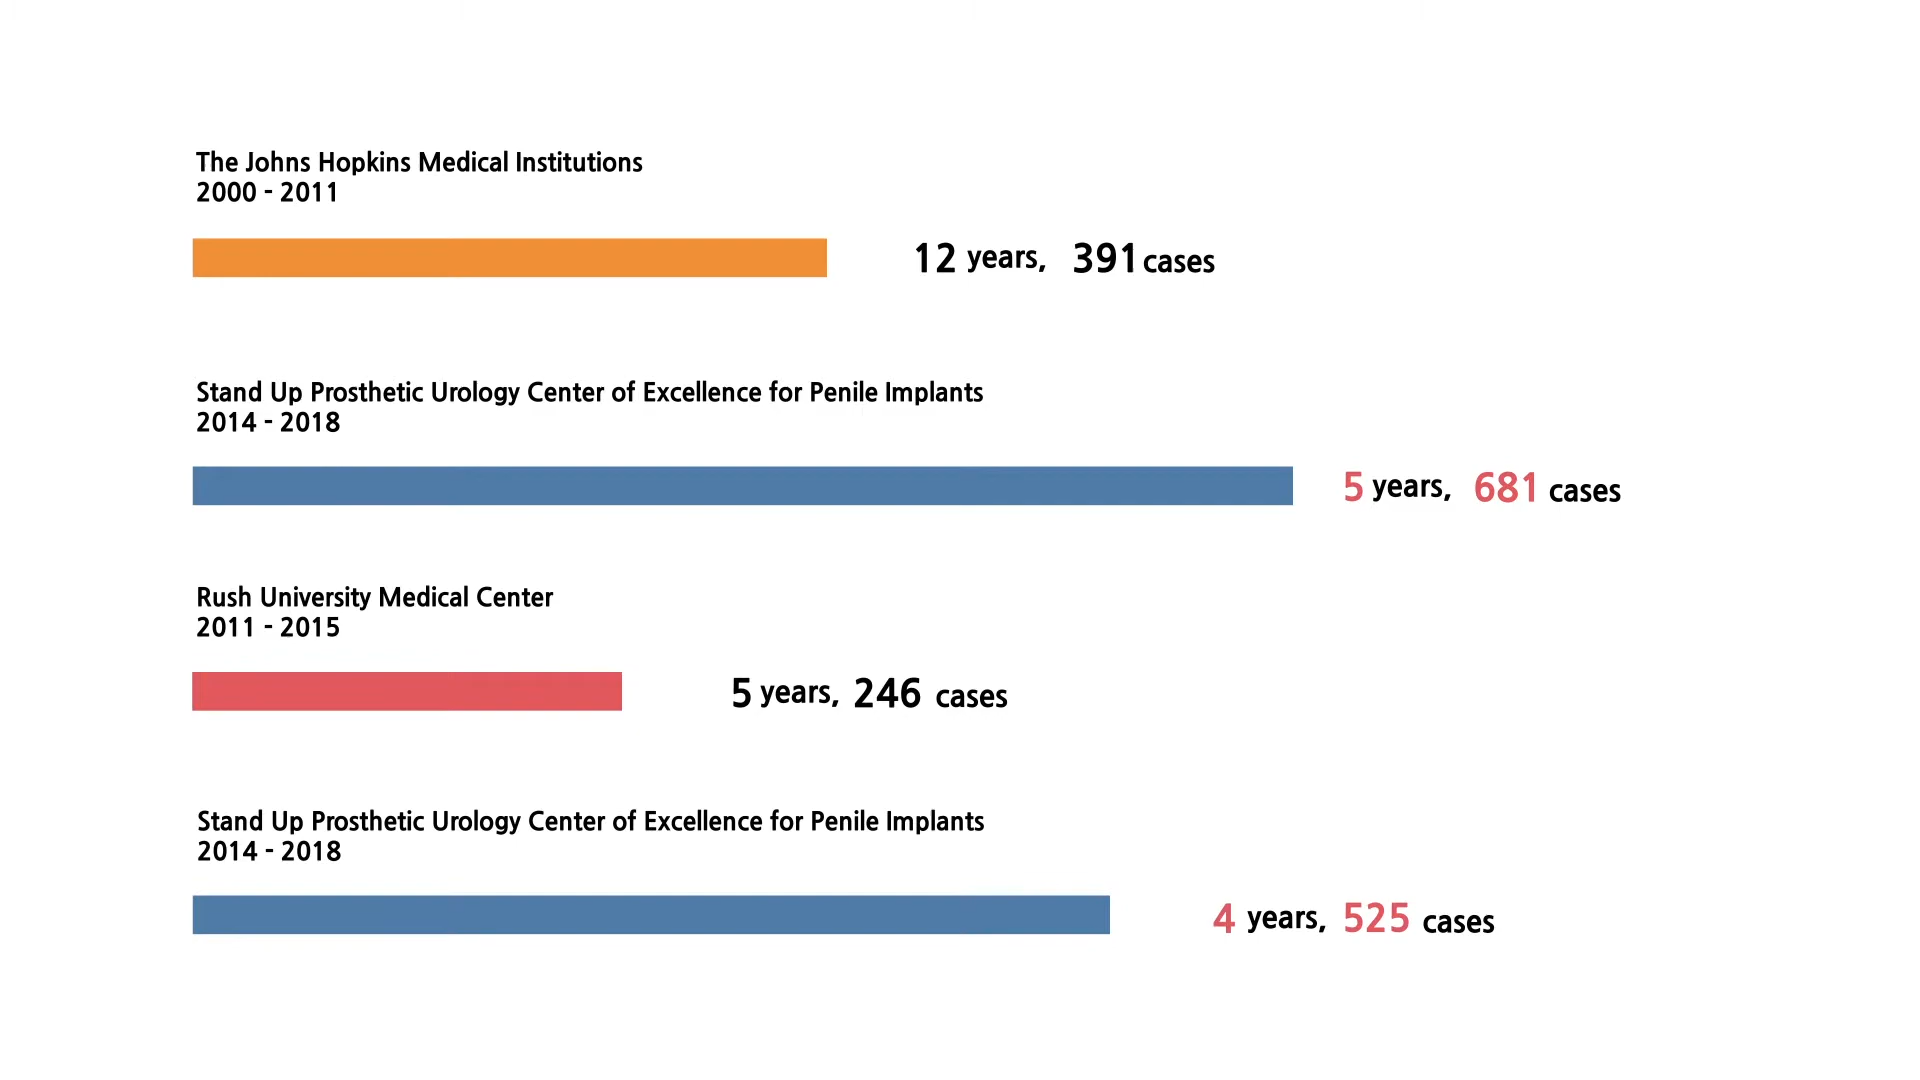 The Johns Hopkins Medical Institutions
2000 - 2011
12 years, 391 cases
Stand Up Prosthetic Urology Center of Excellence for Penile Implants
2014 - 2018
5 years, 681 cases
Rush University Medical Center
2011 - 2015
5 years, 246 cases
Stand Up Prosthetic Urology Center of Excellence for Penile Implants
2014 - 2018
4 years, 525 cases